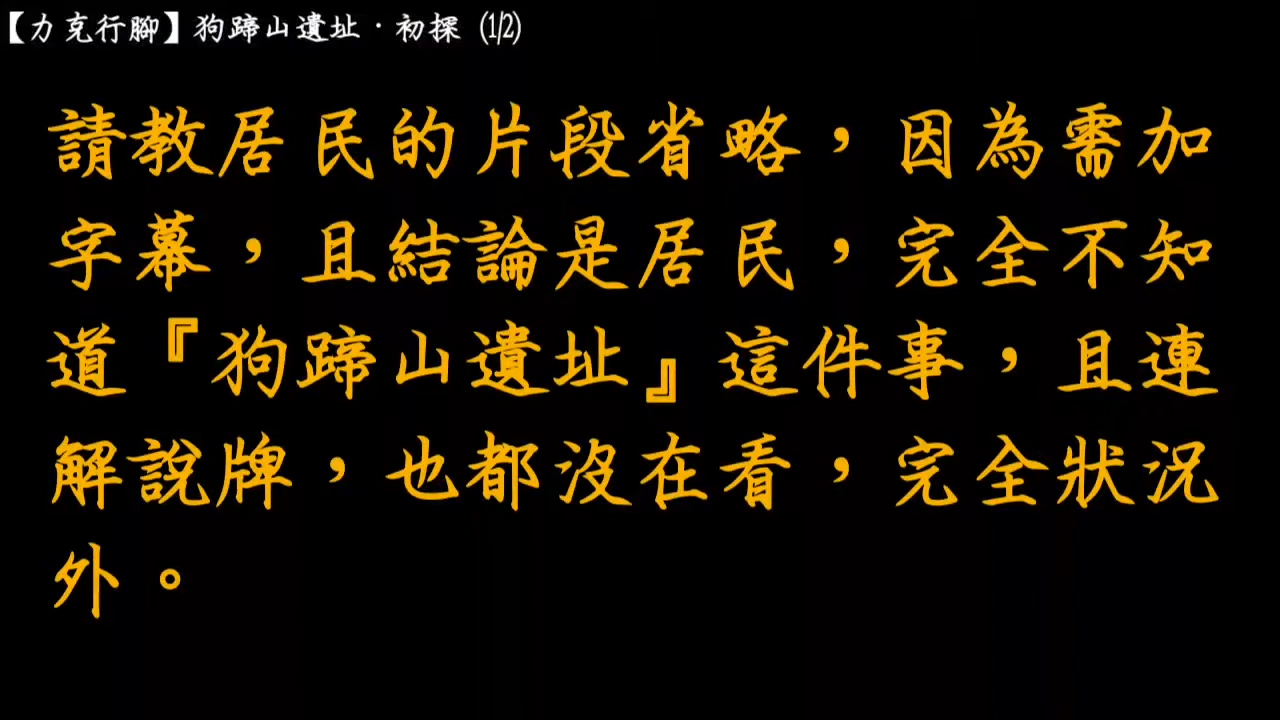 【力克行腳】狗蹄山遺址·初探 (1/2)
請教居民的片段省略，因為需加
字幕，且結論是居民，完全不知
道『狗蹄山遺址』這件事，且連
解說牌，也都沒在看，完全狀況
外。